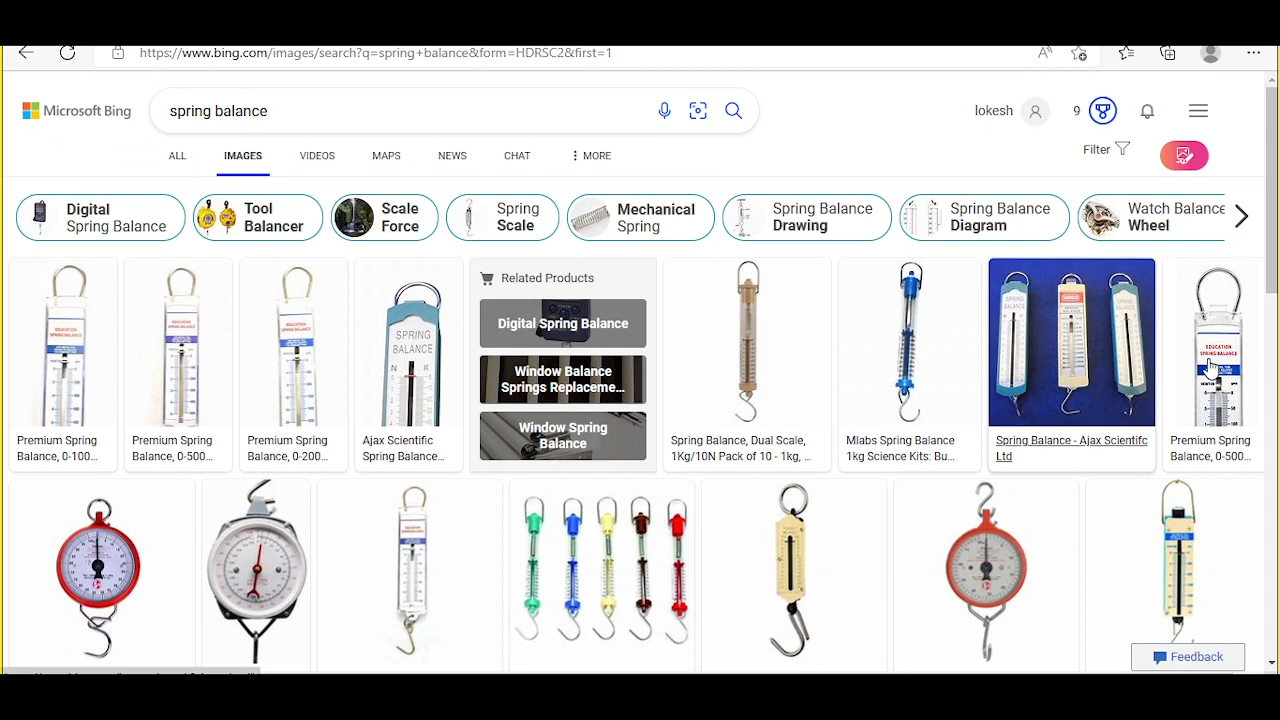 https://www.bing.com/images/search?q=spring+balance&form=HDRSC2&first=1
Microsoft Bing
spring balance
lokesh
9
ALL
IMAGES
VIDEOS
MAPS
NEWS
CHAT
MORE
Filter
Digital
Spring Balance
Tool
Balancer
Scale
Force
Spring
Scale
Mechanical
Spring
Spring Balance
Drawing
Spring Balance
Diagram
Watch Balance
Wheel
SPRING
BALANCE
Related Products
Digital Spring Balance
Window Balance
Springs Replaceme...
Window Spring
Balance
EDUCATION
SPRING BALANCE
Premium Spring
Balance, 0-100...
Premium Spring
Balance, 0-500...
Premium Spring
Balance, 0-200...
Ajax Scientific
Spring Balance...
Spring Balance, Dual Scale,
1Kg/10N Pack of 10 - 1kg, ...
Mlabs Spring Balance
1kg Science Kits: Bu...
Spring Balance - Ajax Scientifc
Ltd
Premium Spring
Balance, 0-500...
Feedback